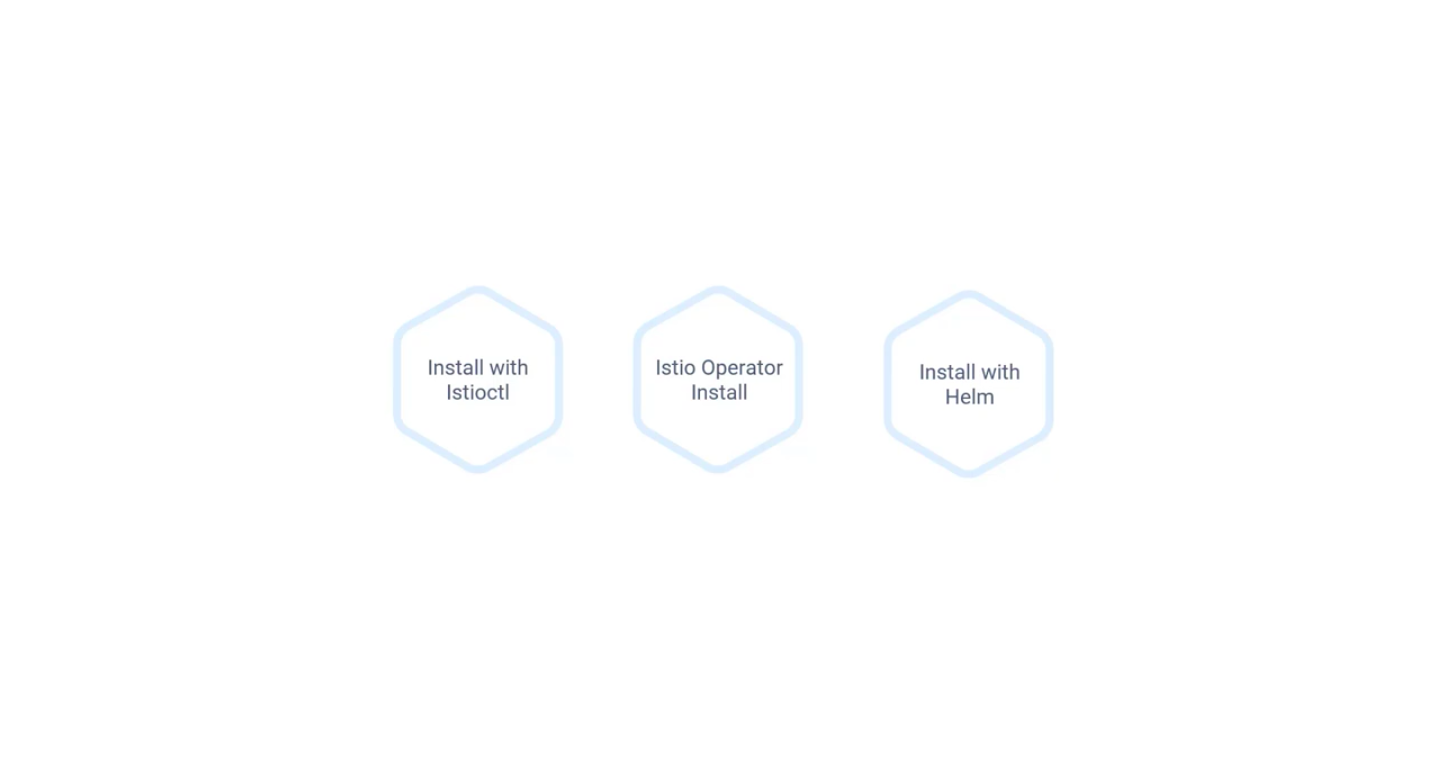 Install with
Istioctl
Istio Operator
Install
Install with
Helm